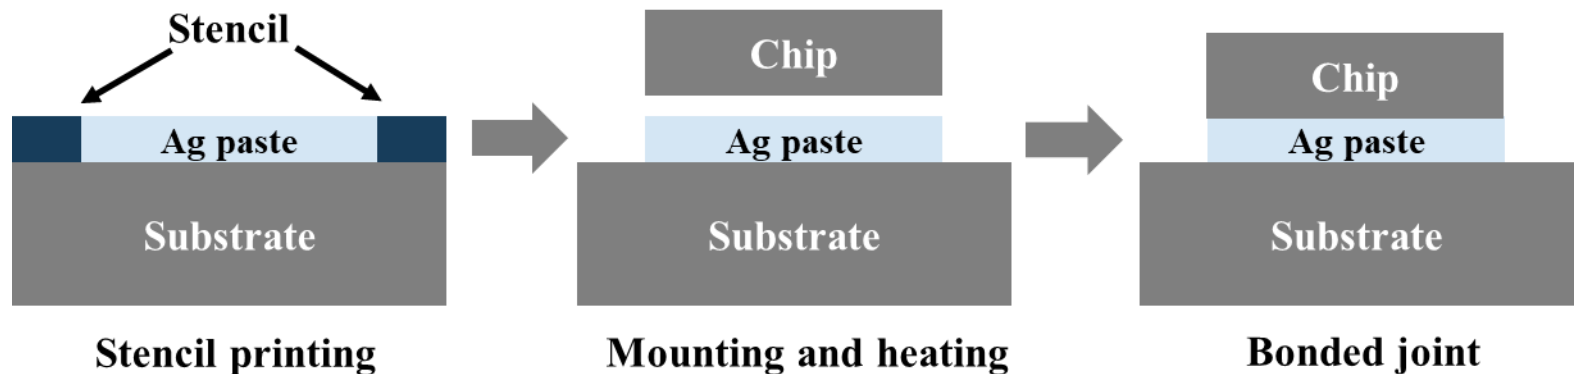 Stencil
Ag paste
Substrate
Stencil printing
Chip
Ag paste
Substrate
Mounting and heating
Chip
Ag paste
Substrate
Bonded joint